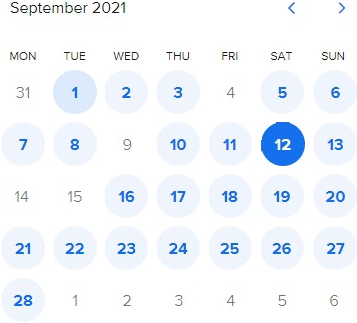 September 2021
MON TUE WED THU FRI SAT SUN
31 1 2 3 4 5 6
7 8 9 10 11 12 13
14 15 16 17 18 19 20
21 22 23 24 25 26 27
28 1 2 3 4 5 6